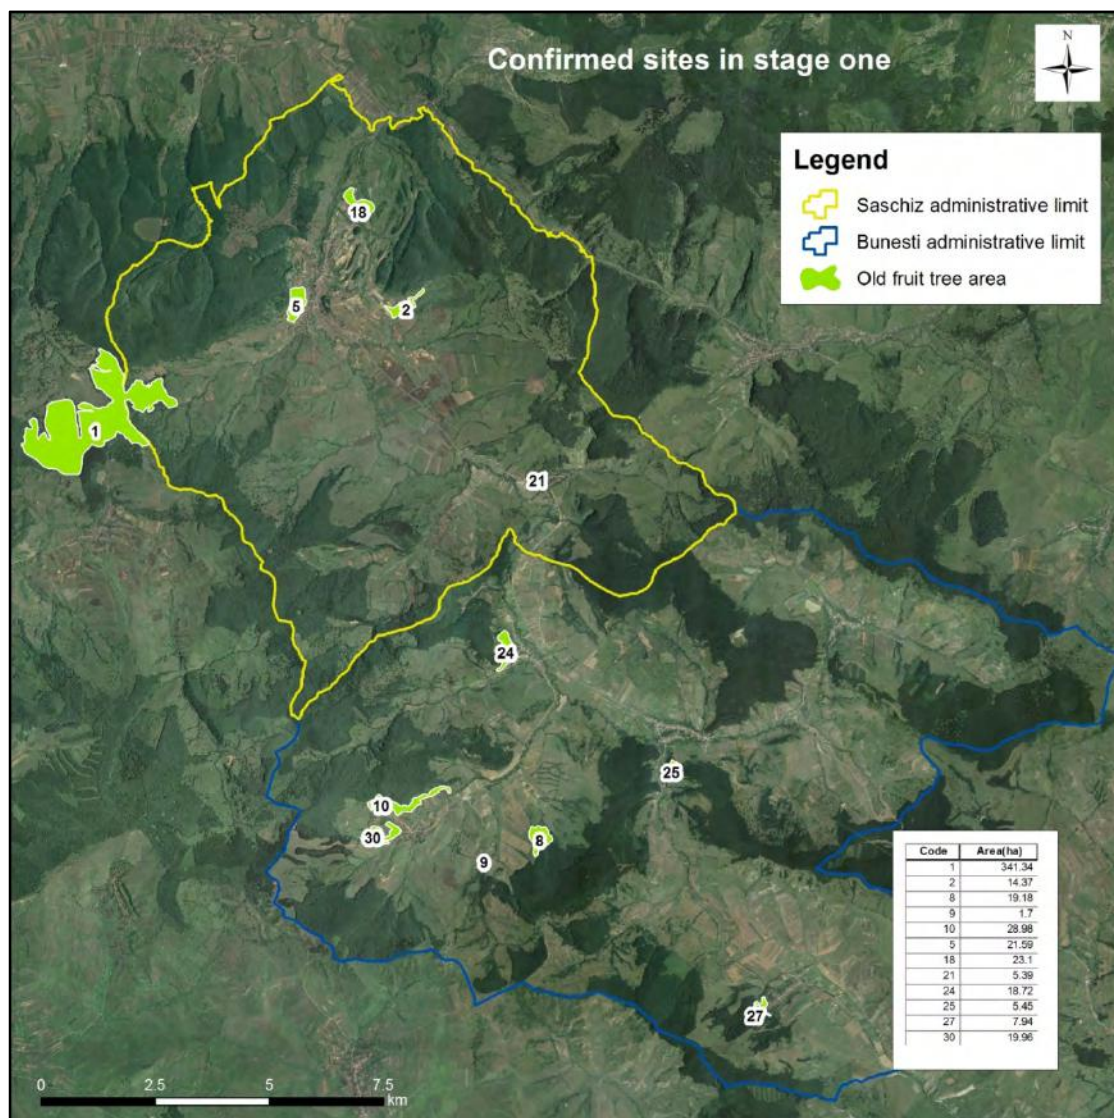 Confirmed sites in stage one
N
Legend
Saschiz administrative limit
Bunesti administrative limit
Old fruit tree area
18
5
2
1
21
24
25
10
30
8
9
27
Code Area(ha)
1 341.34
2 14.37
8 19.18
9 1.7
10 28.98
5 21.59
18 23.1
21 5.39
24 18.72
25 5.45
27 7.94
30 19.96
0 2.5 5 7.5
km